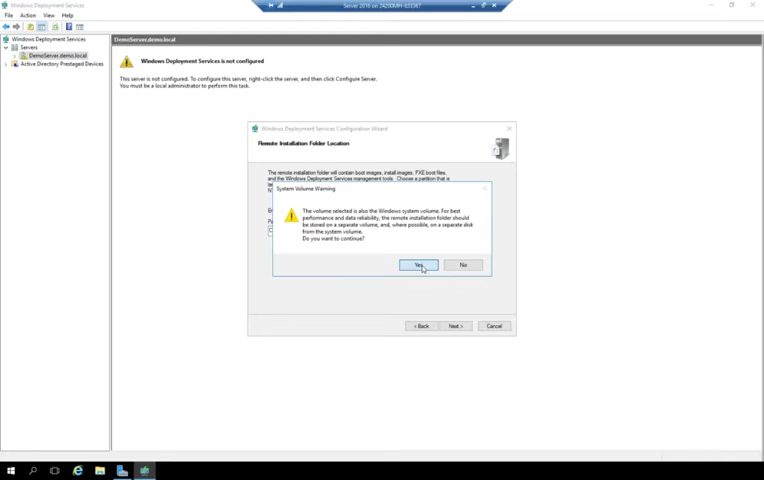 Windows Deployment Services
Server 2016 on 24200MH-633367
File Action View Help
Windows Deployment Services
Servers
DemoServer.demo.local
Active Directory Prestaged Devices
DemoServer.demo.local
Windows Deployment Services is not configured
This server is not configured. To configure this server, right-click the server, and then click Configure Server.
You must be a local administrator to perform this task.
Windows Deployment Services Configuration Wizard
Remote Installation Folder Location
The remote installation folder will contain boot images, install images, PXE boot files,
and the Windows Deployment Services management tools. Choose a partition that is
System Volume Warning
The volume selected is also the Windows system volume. For best
performance and data reliability, the remote installation folder should
be stored on a separate volume, and, where possible, on a separate disk
from the system volume.
Do you want to continue?
Yes
No
< Back
Next >
Cancel